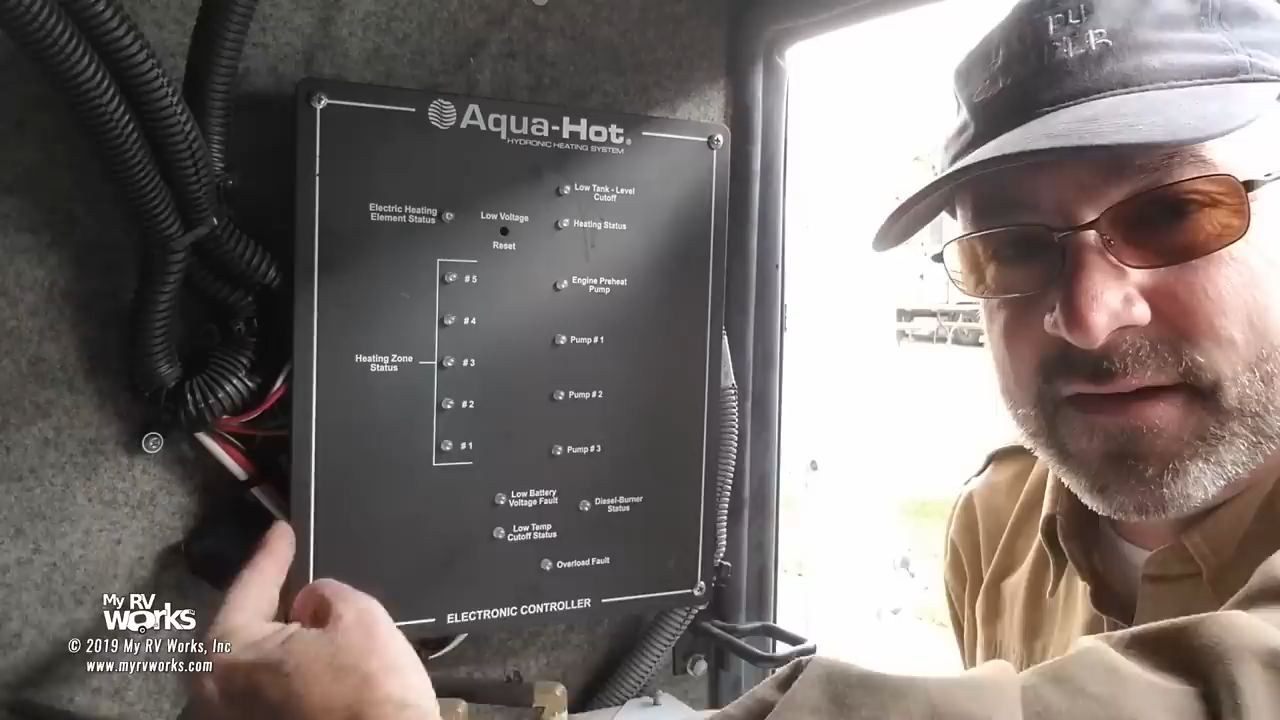 Aqua-Hot®
HYDRONIC HEATING SYSTEM
Low Tank - Level
Cutoff
Electric Heating
Element Status
Low Voltage
Reset
Heating Status
# 5
Engine Preheat
Pump
# 4
Pump # 1
Heating Zone
Status
# 3
# 2
Pump # 2
# 1
Pump # 3
Low Battery
Voltage Fault
Diesel-Burner
Status
Low Temp
Cutoff Status
Overload Fault
ELECTRONIC CONTROLLER
My RV
WORKS
© 2019 My RV Works, Inc
www.myrvworks.com